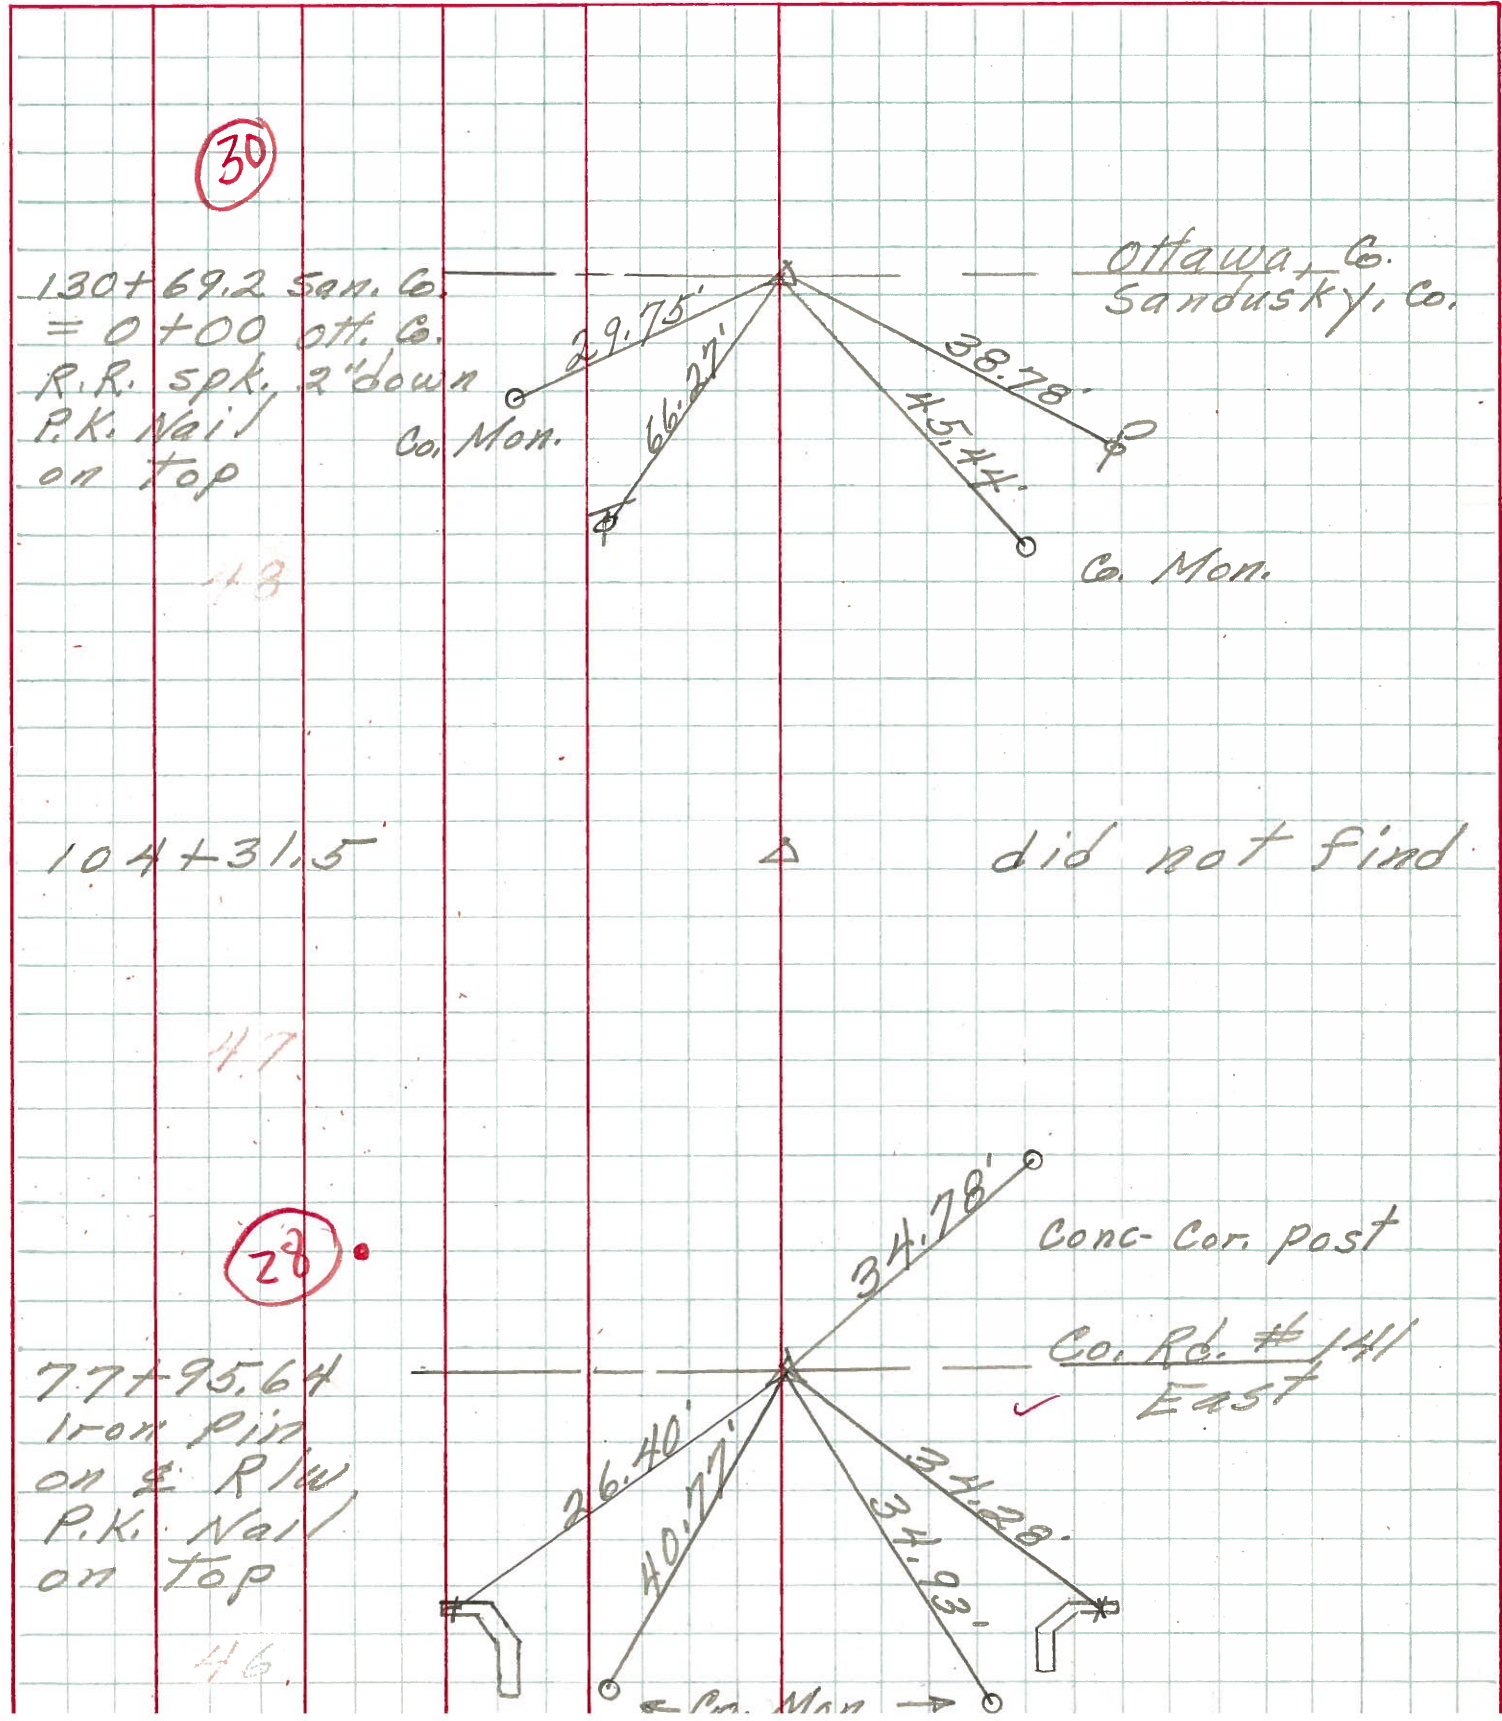 30
130+69.2 San. Co.
= 0+00 Ott. Co.
R.R. spk. 2" down
P.K. Nail
on Top
Ottawa, Co.
Sandusky, Co.
29.75'
66.27'
38.78'
45.44'
Co. Mon.
Co. Mon.
48
104+31.5
did not find
47
34.78'
Conc- Cor. post
28
77+95.64
Iron Pin
on ℄ R/W
P.K. Nail
on Top
Co. Rd. # 141
East
26.40'
40.77'
34.93'
34.28'
46
← Co. Mon →